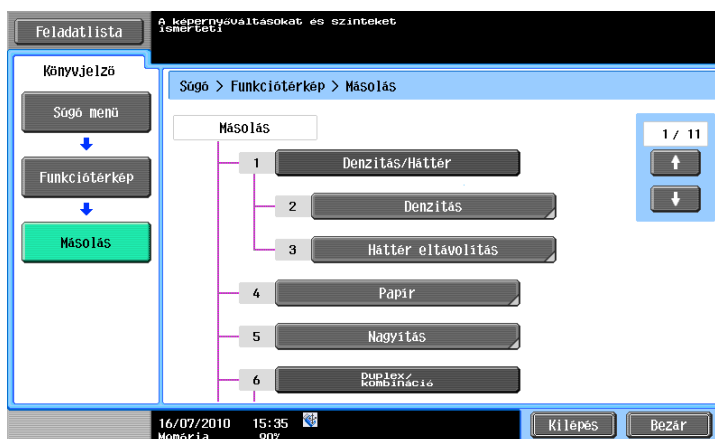 Feladatlista
A képernyőváltásokat és szinteket
ismerteti
Könyvjelző
Súgó menü
Funkciótérkép
Másolás
Súgó > Funkciótérkép > Másolás
Másolás
1 / 11
1 Denzitás/Háttér
2 Denzitás
3 Háttér eltávolítás
4 Papír
5 Nagyítás
6 Duplex/
kombináció
16/07/2010 15:35
Memória 90%
Kilépés
Bezár